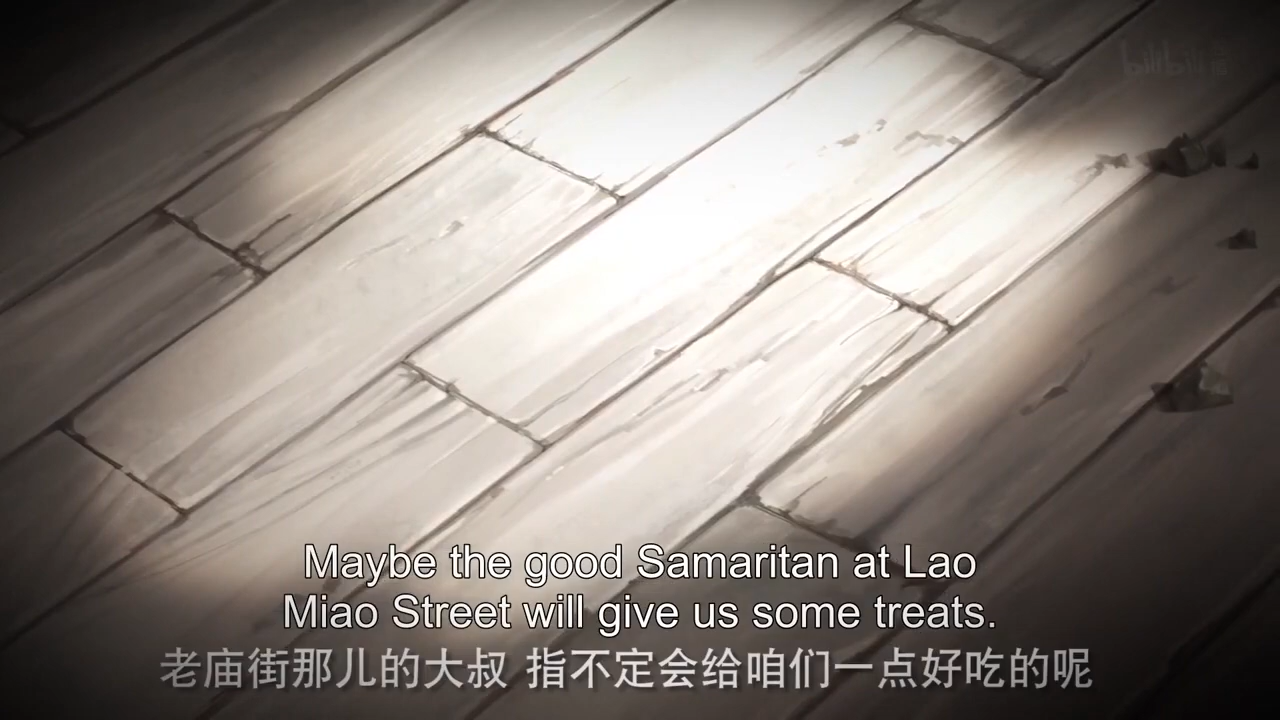 bilibili
Maybe the good Samaritan at Lao
Miao Street will give us some treats.
老庙街那儿的大叔 指不定会给咱们一点好吃的呢